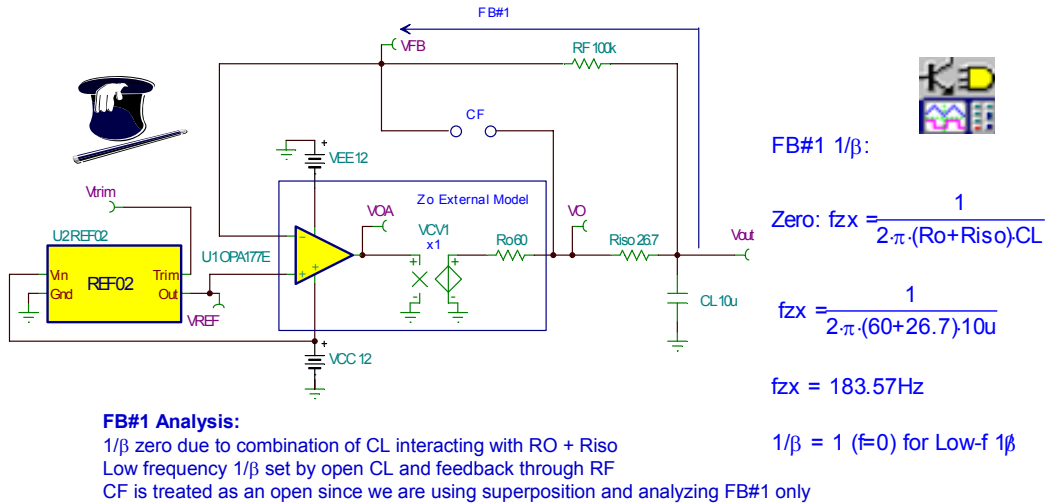 FB#1
VFB
RF 100k
CF
VEE 12
Vtrim
Zo External Model
VOA
VO
VCV1
x1
U2 REF02
U1 OPA177E
Ro 60
Riso 26.7
Vout
Vin
Gnd
REF02
Trim
Out
VREF
CL 10u
VCC 12
FB#1 1/β:
Zero: fzx = 1
2·π·(Ro+Riso)·CL
fzx = 1
2·π·(60+26.7)·10u
fzx = 183.57Hz
1/β = 1 (f=0) for Low-f 1/β
FB#1 Analysis:
1/β zero due to combination of CL interacting with RO + Riso
Low frequency 1/β set by open CL and feedback through RF
CF is treated as an open since we are using superposition and analyzing FB#1 only